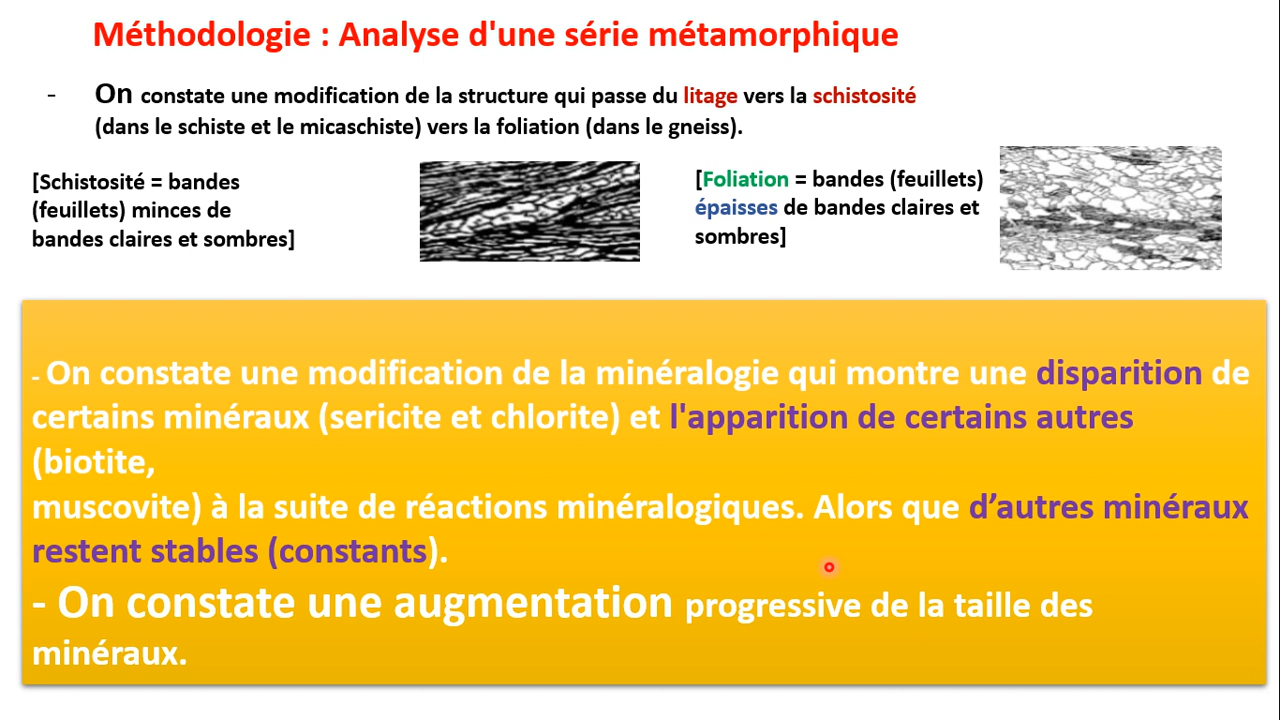 Méthodologie : Analyse d'une série métamorphique
- On constate une modification de la structure qui passe du litage vers la schistosité
(dans le schiste et le micaschiste) vers la foliation (dans le gneiss).
[Schistosité = bandes
(feuillets) minces de
bandes claires et sombres]
[Foliation = bandes (feuillets)
épaisses de bandes claires et
sombres]
- On constate une modification de la minéralogie qui montre une disparition de
certains minéraux (sericite et chlorite) et l'apparition de certains autres
(biotite,
muscovite) à la suite de réactions minéralogiques. Alors que d’autres minéraux
restent stables (constants).
- On constate une augmentation progressive de la taille des
minéraux.